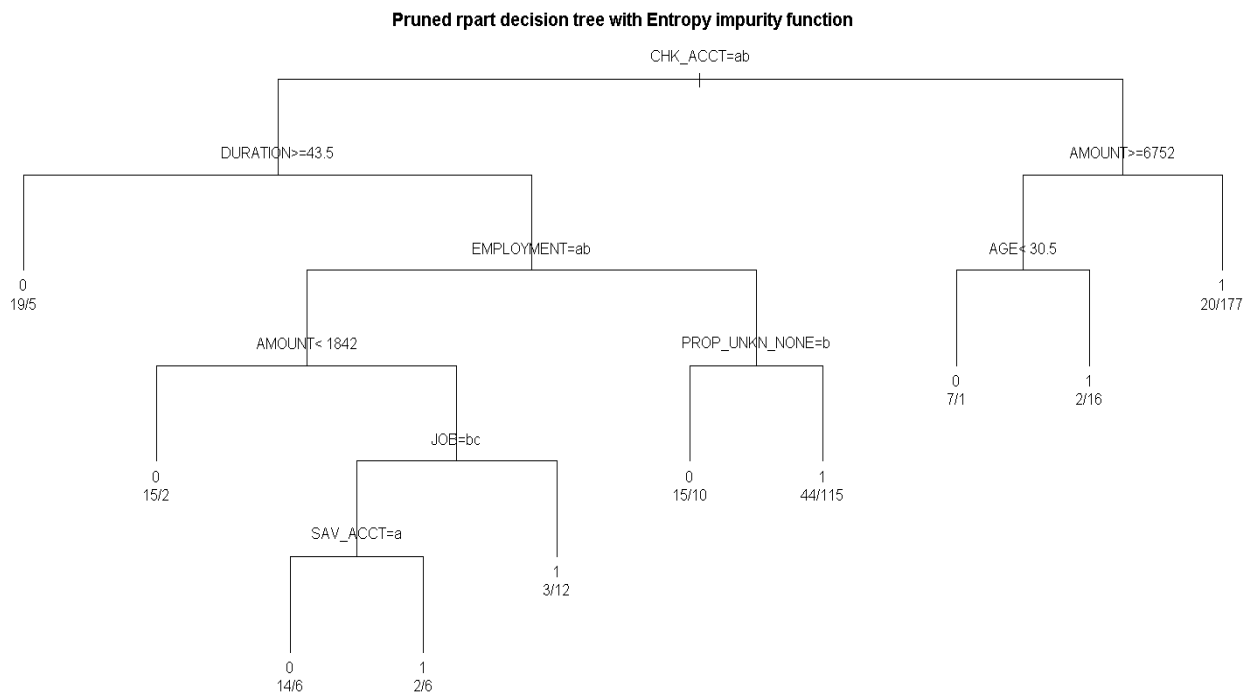 Pruned rpart decision tree with Entropy impurity function
CHK_ACCT=ab
DURATION>=43.5
AMOUNT>=6752
EMPLOYMENT=ab
AGE< 30.5
0
19/5
1
20/177
AMOUNT< 1842
PROP_UNKN_NONE=b
0
7/1
1
2/16
JOB=bc
0
15/2
0
15/10
1
44/115
SAV_ACCT=a
1
3/12
0
14/6
1
2/6